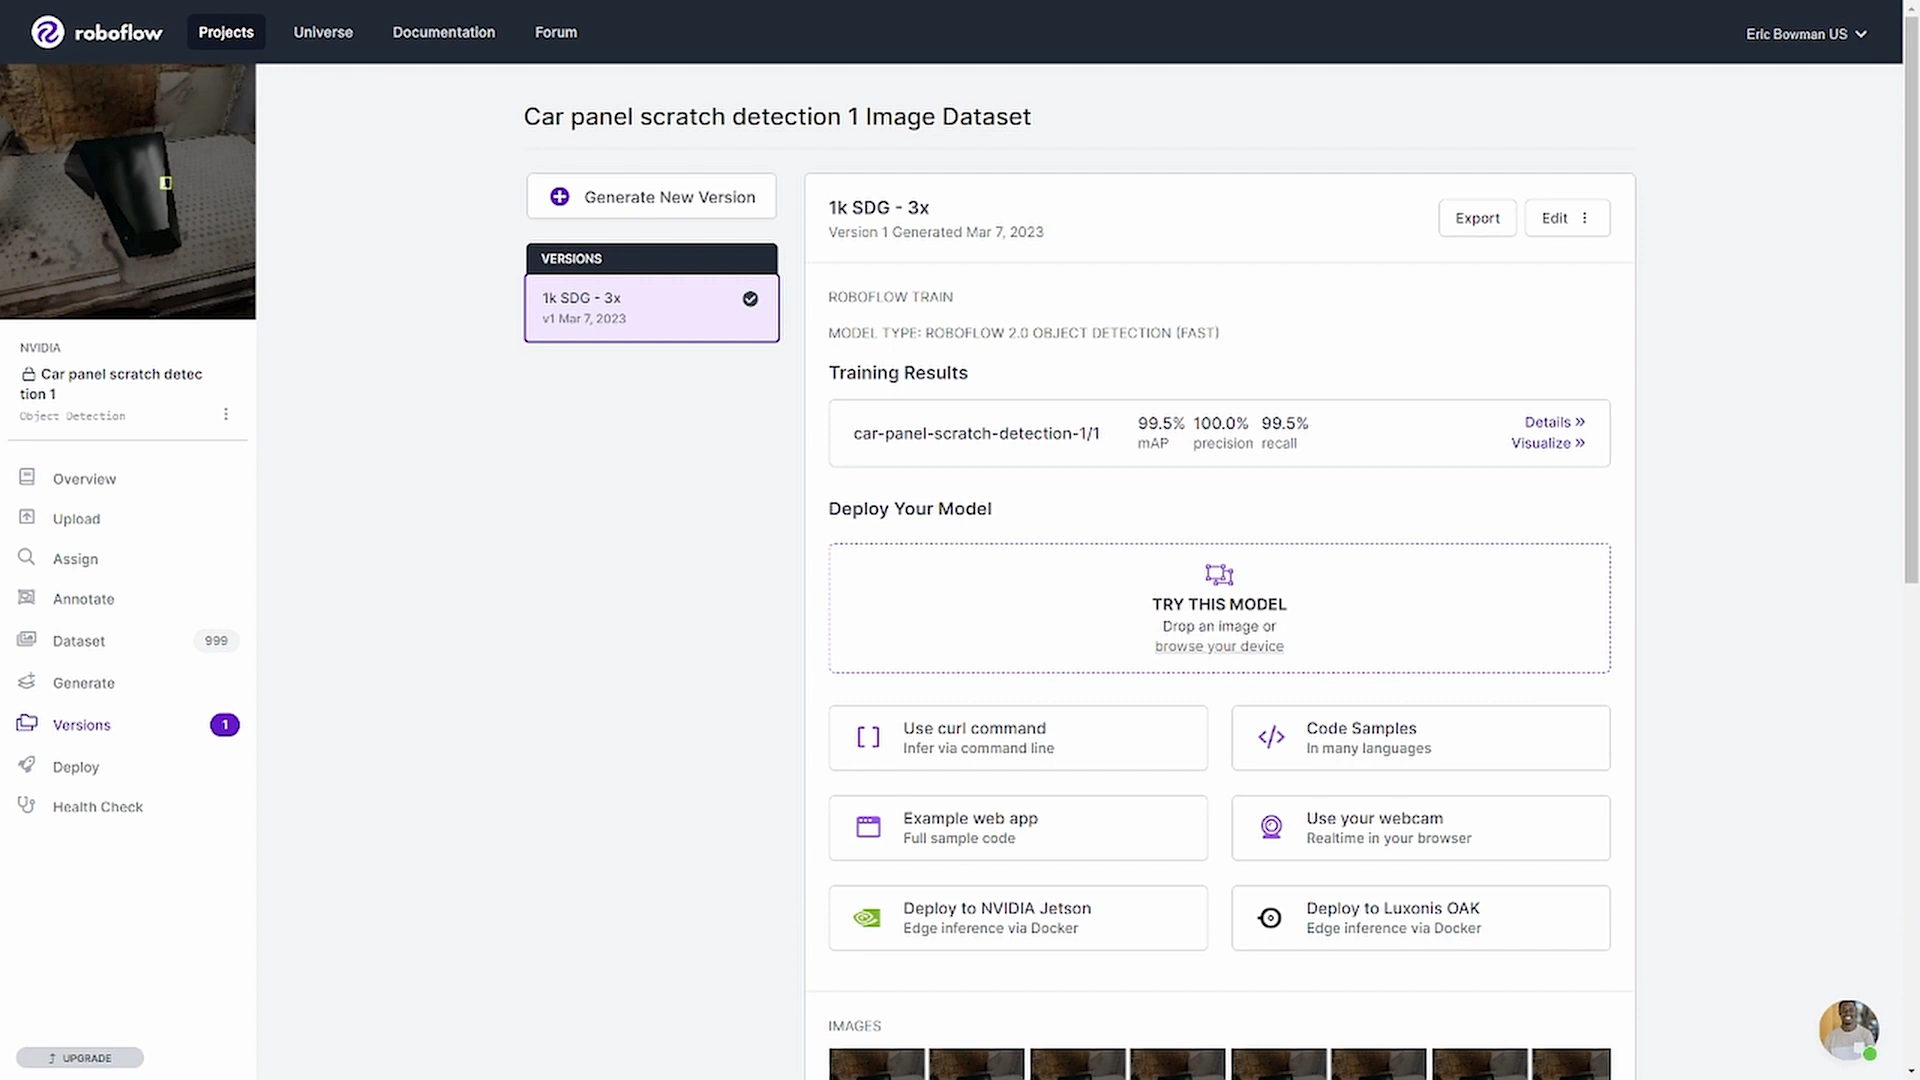 roboflow
Projects
Universe
Documentation
Forum
Eric Bowman US
Car panel scratch detection 1 Image Dataset
NVIDIA
Car panel scratch detec
tion 1
Object Detection
Overview
Upload
Assign
Annotate
Dataset 999
Generate
Versions 1
Deploy
Health Check
UPGRADE
Generate New Version
VERSIONS
1k SDG - 3x
v1 Mar 7, 2023
1k SDG - 3x
Version 1 Generated Mar 7, 2023
Export
Edit
ROBOFLOW TRAIN
MODEL TYPE: ROBOFLOW 2.0 OBJECT DETECTION (FAST)
Training Results
car-panel-scratch-detection-1/1
99.5% 100.0% 99.5%
mAP precision recall
Details »
Visualize »
Deploy Your Model
TRY THIS MODEL
Drop an image or
browse your device
Use curl command
Infer via command line
Code Samples
In many languages
Example web app
Full sample code
Use your webcam
Realtime in your browser
Deploy to NVIDIA Jetson
Edge inference via Docker
Deploy to Luxonis OAK
Edge inference via Docker
IMAGES